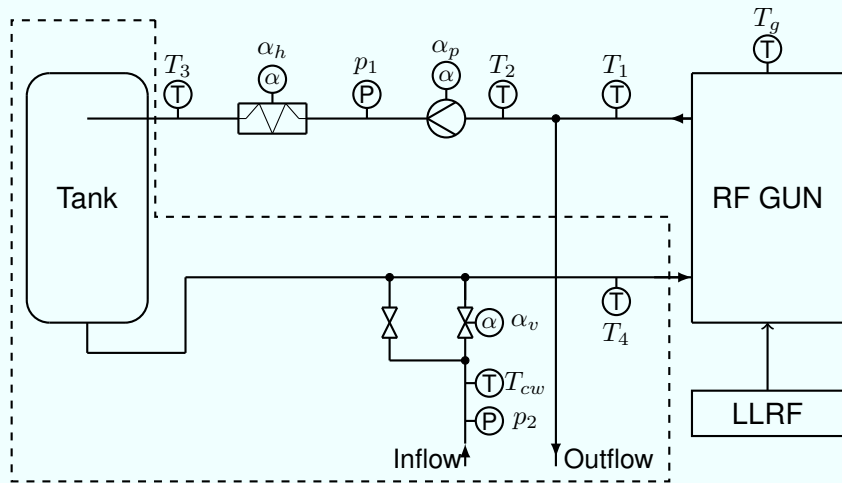 T_g
T
α_h
α_p
T_3
α
p_1
α
T_2
T_1
T
P
T
T
Tank
RF GUN
α
α_v
T
T_4
T
T_cw
P
p_2
LLRF
Inflow
Outflow